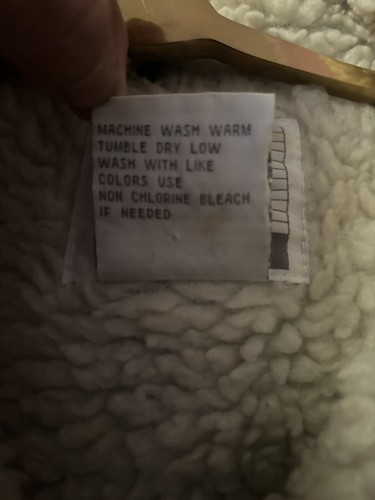 MACHINE WASH WARM
TUMBLE DRY LOW
WASH WITH LIKE
COLORS USE
NON CHLORINE BLEACH
IF NEEDED